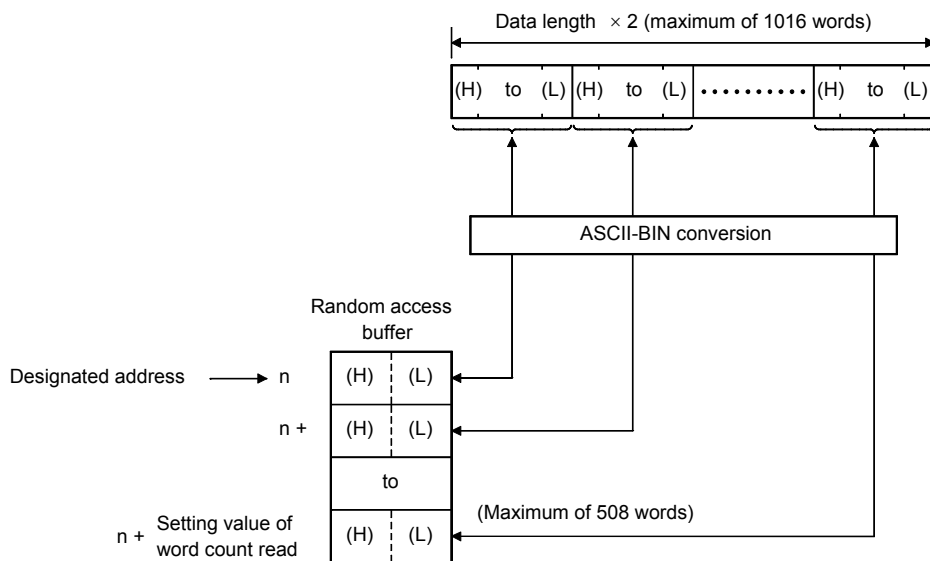 Data length × 2 (maximum of 1016 words)
(H) to (L) (H) to (L) •••••••••• (H) to (L)
ASCII-BIN conversion
Random access
buffer
Designated address n (H) (L)
n + (H) (L)
to
(Maximum of 508 words)
n + Setting value of
word count read (H) (L)